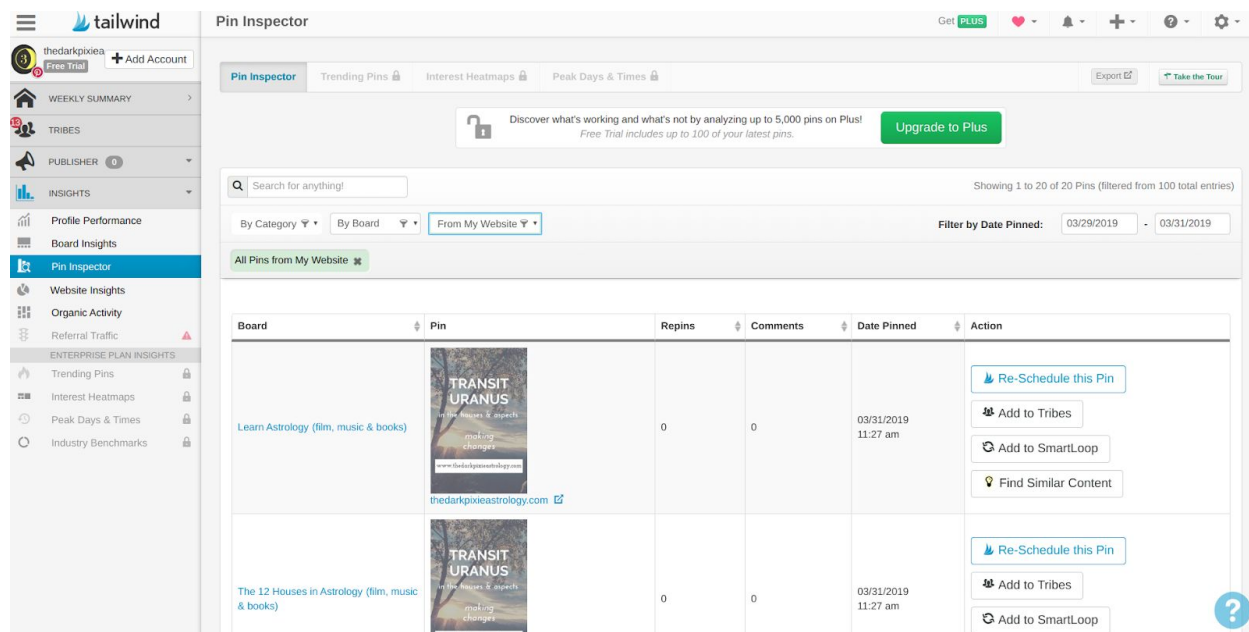 tailwind
Pin Inspector
Get PLUS
3
thedarkpixiea
Free Trial
Add Account
Pin Inspector
Trending Pins
Interest Heatmaps
Peak Days & Times
Export
Take the Tour
WEEKLY SUMMARY
13
TRIBES
PUBLISHER 0
INSIGHTS
Profile Performance
Board Insights
Pin Inspector
Website Insights
Organic Activity
Referral Traffic
ENTERPRISE PLAN INSIGHTS
Trending Pins
Interest Heatmaps
Peak Days & Times
Industry Benchmarks
Discover what's working and what's not by analyzing up to 5,000 pins on Plus!
Free Trial includes up to 100 of your latest pins.
Upgrade to Plus
Search for anything!
Showing 1 to 20 of 20 Pins (filtered from 100 total entries)
By Category
By Board
From My Website
Filter by Date Pinned: 03/29/2019 - 03/31/2019
All Pins from My Website
Board Pin Repins Comments Date Pinned Action
Learn Astrology (film, music & books)
TRANSIT
URANUS
in the houses & aspects
making
changes
www.thedarkpixieastrology.com
thedarkpixieastrology.com
0
0
03/31/2019
11:27 am
Re-Schedule this Pin
Add to Tribes
Add to SmartLoop
Find Similar Content
The 12 Houses in Astrology (film, music
& books)
TRANSIT
URANUS
in the houses & aspects
making
changes
0
0
03/31/2019
11:27 am
Re-Schedule this Pin
Add to Tribes
Add to SmartLoop
?